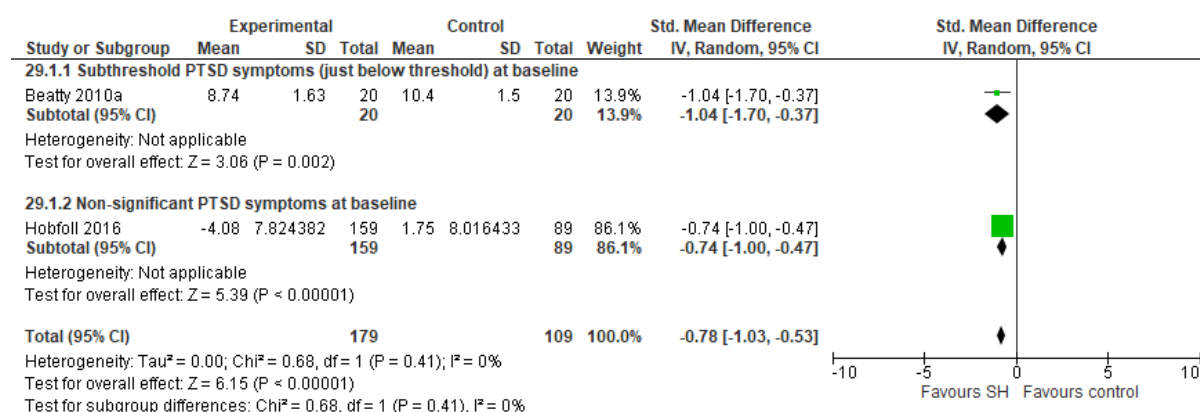 Experimental Control Std. Mean Difference Std. Mean Difference
Study or Subgroup Mean SD Total Mean SD Total Weight IV, Random, 95% CI IV, Random, 95% CI
29.1.1 Subthreshold PTSD symptoms (just below threshold) at baseline
Beatty 2010a 8.74 1.63 20 10.4 1.5 20 13.9% -1.04 [-1.70, -0.37]
Subtotal (95% CI) 20 20 13.9% -1.04 [-1.70, -0.37]
Heterogeneity: Not applicable
Test for overall effect: Z = 3.06 (P = 0.002)
29.1.2 Non-significant PTSD symptoms at baseline
Hobfoll 2016 -4.08 7.824382 159 1.75 8.016433 89 86.1% -0.74 [-1.00, -0.47]
Subtotal (95% CI) 159 89 86.1% -0.74 [-1.00, -0.47]
Heterogeneity: Not applicable
Test for overall effect: Z = 5.39 (P < 0.00001)
Total (95% CI) 179 109 100.0% -0.78 [-1.03, -0.53]
Heterogeneity: Tau² = 0.00; Chi² = 0.68, df = 1 (P = 0.41); I² = 0%
Test for overall effect: Z = 6.15 (P < 0.00001)
Test for subgroup differences: Chi² = 0.68, df = 1 (P = 0.41), I² = 0%
-10 -5 0 5 10
Favours SH Favours control